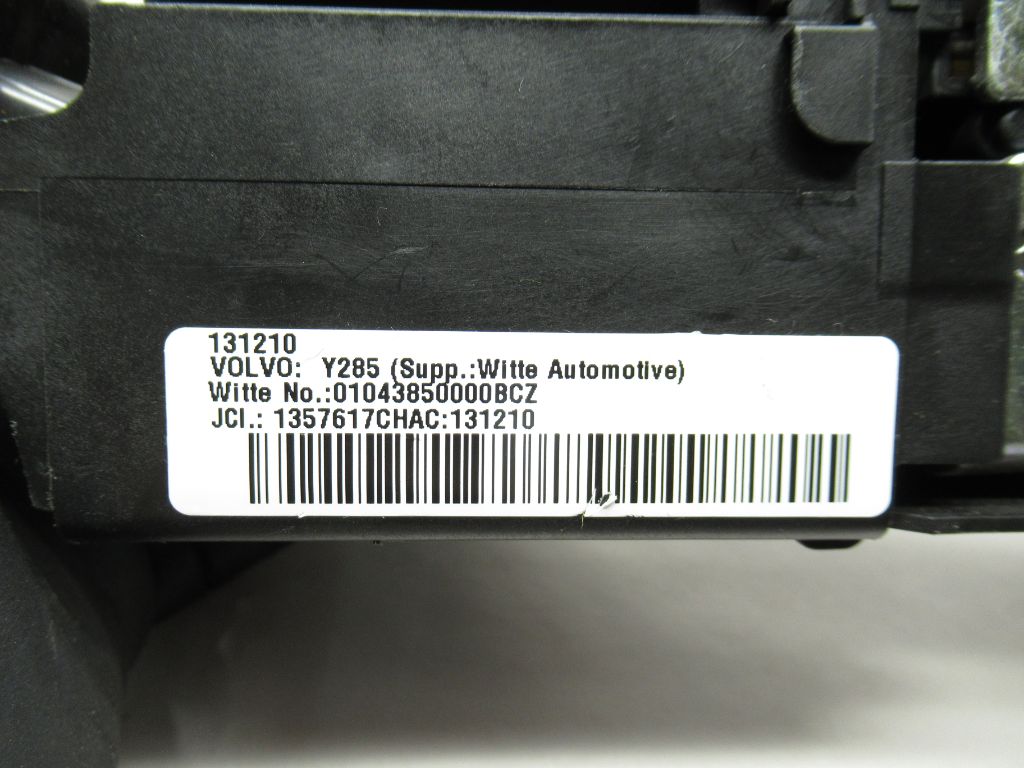 131210
VOLVO: Y285 (Supp.:Witte Automotive)
Witte No.:01043850000BCZ
JCI.: 1357617CHAC:131210